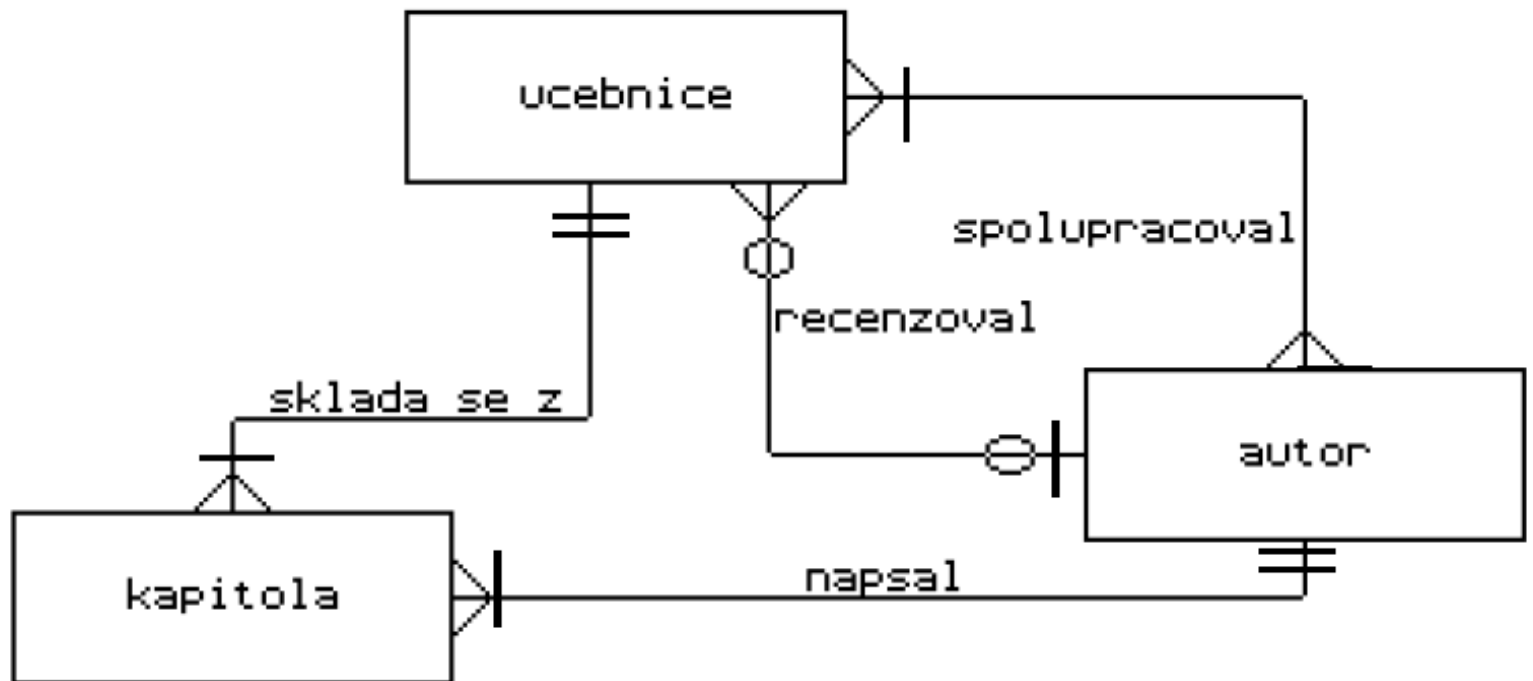 ucebnice
spolupracoval
recenzoval
sklada se z
autor
napsal
kapitola